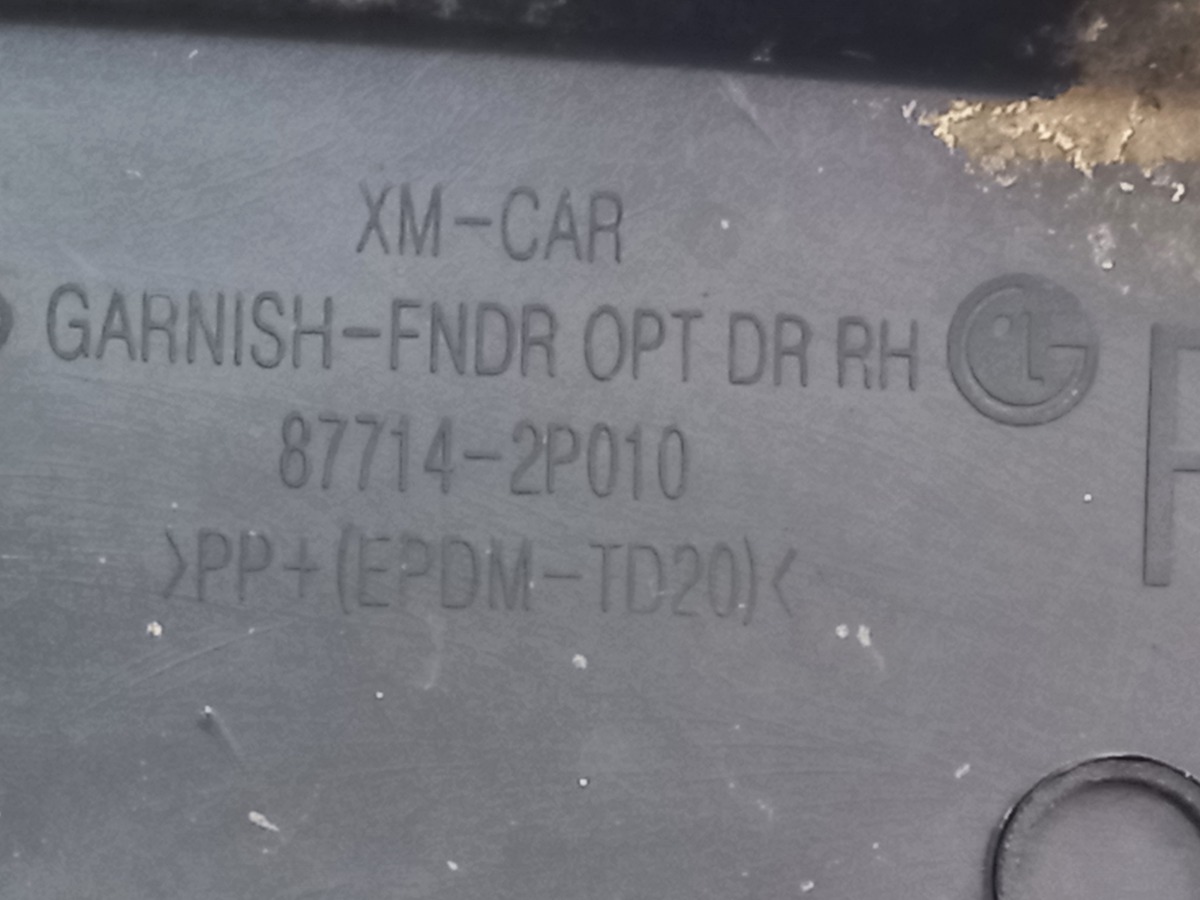 XM-CAR
GARNISH-FNDR OPT DR RH
87714-2P010
>PP+(EPDM-TD20)<